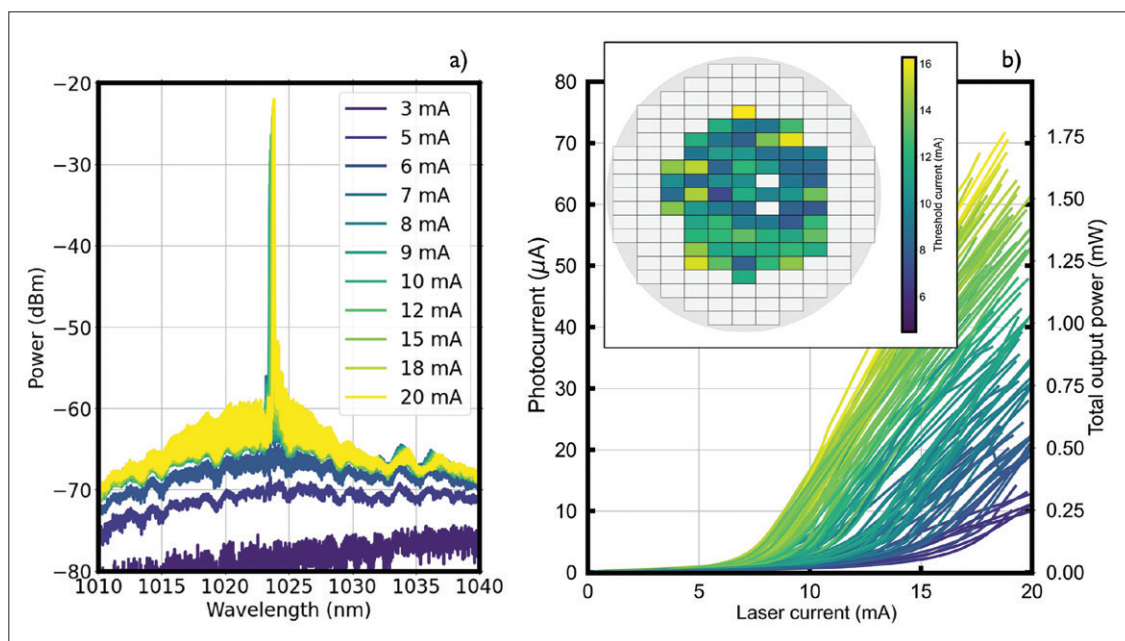 a)
Power (dBm)
−20
−30
−40
−50
−60
−70
−80
3 mA
5 mA
6 mA
7 mA
8 mA
9 mA
10 mA
12 mA
15 mA
18 mA
20 mA
1010 1015 1020 1025 1030 1035 1040
Wavelength (nm)
b)
Photocurrent (μA)
80
70
60
50
40
30
20
10
0
16
14
12
10
8
6
Threshold current (mA)
1.75
1.50
1.25
1.00
0.75
0.50
0.25
0.00
Total output power (mW)
0 5 10 15 20
Laser current (mA)